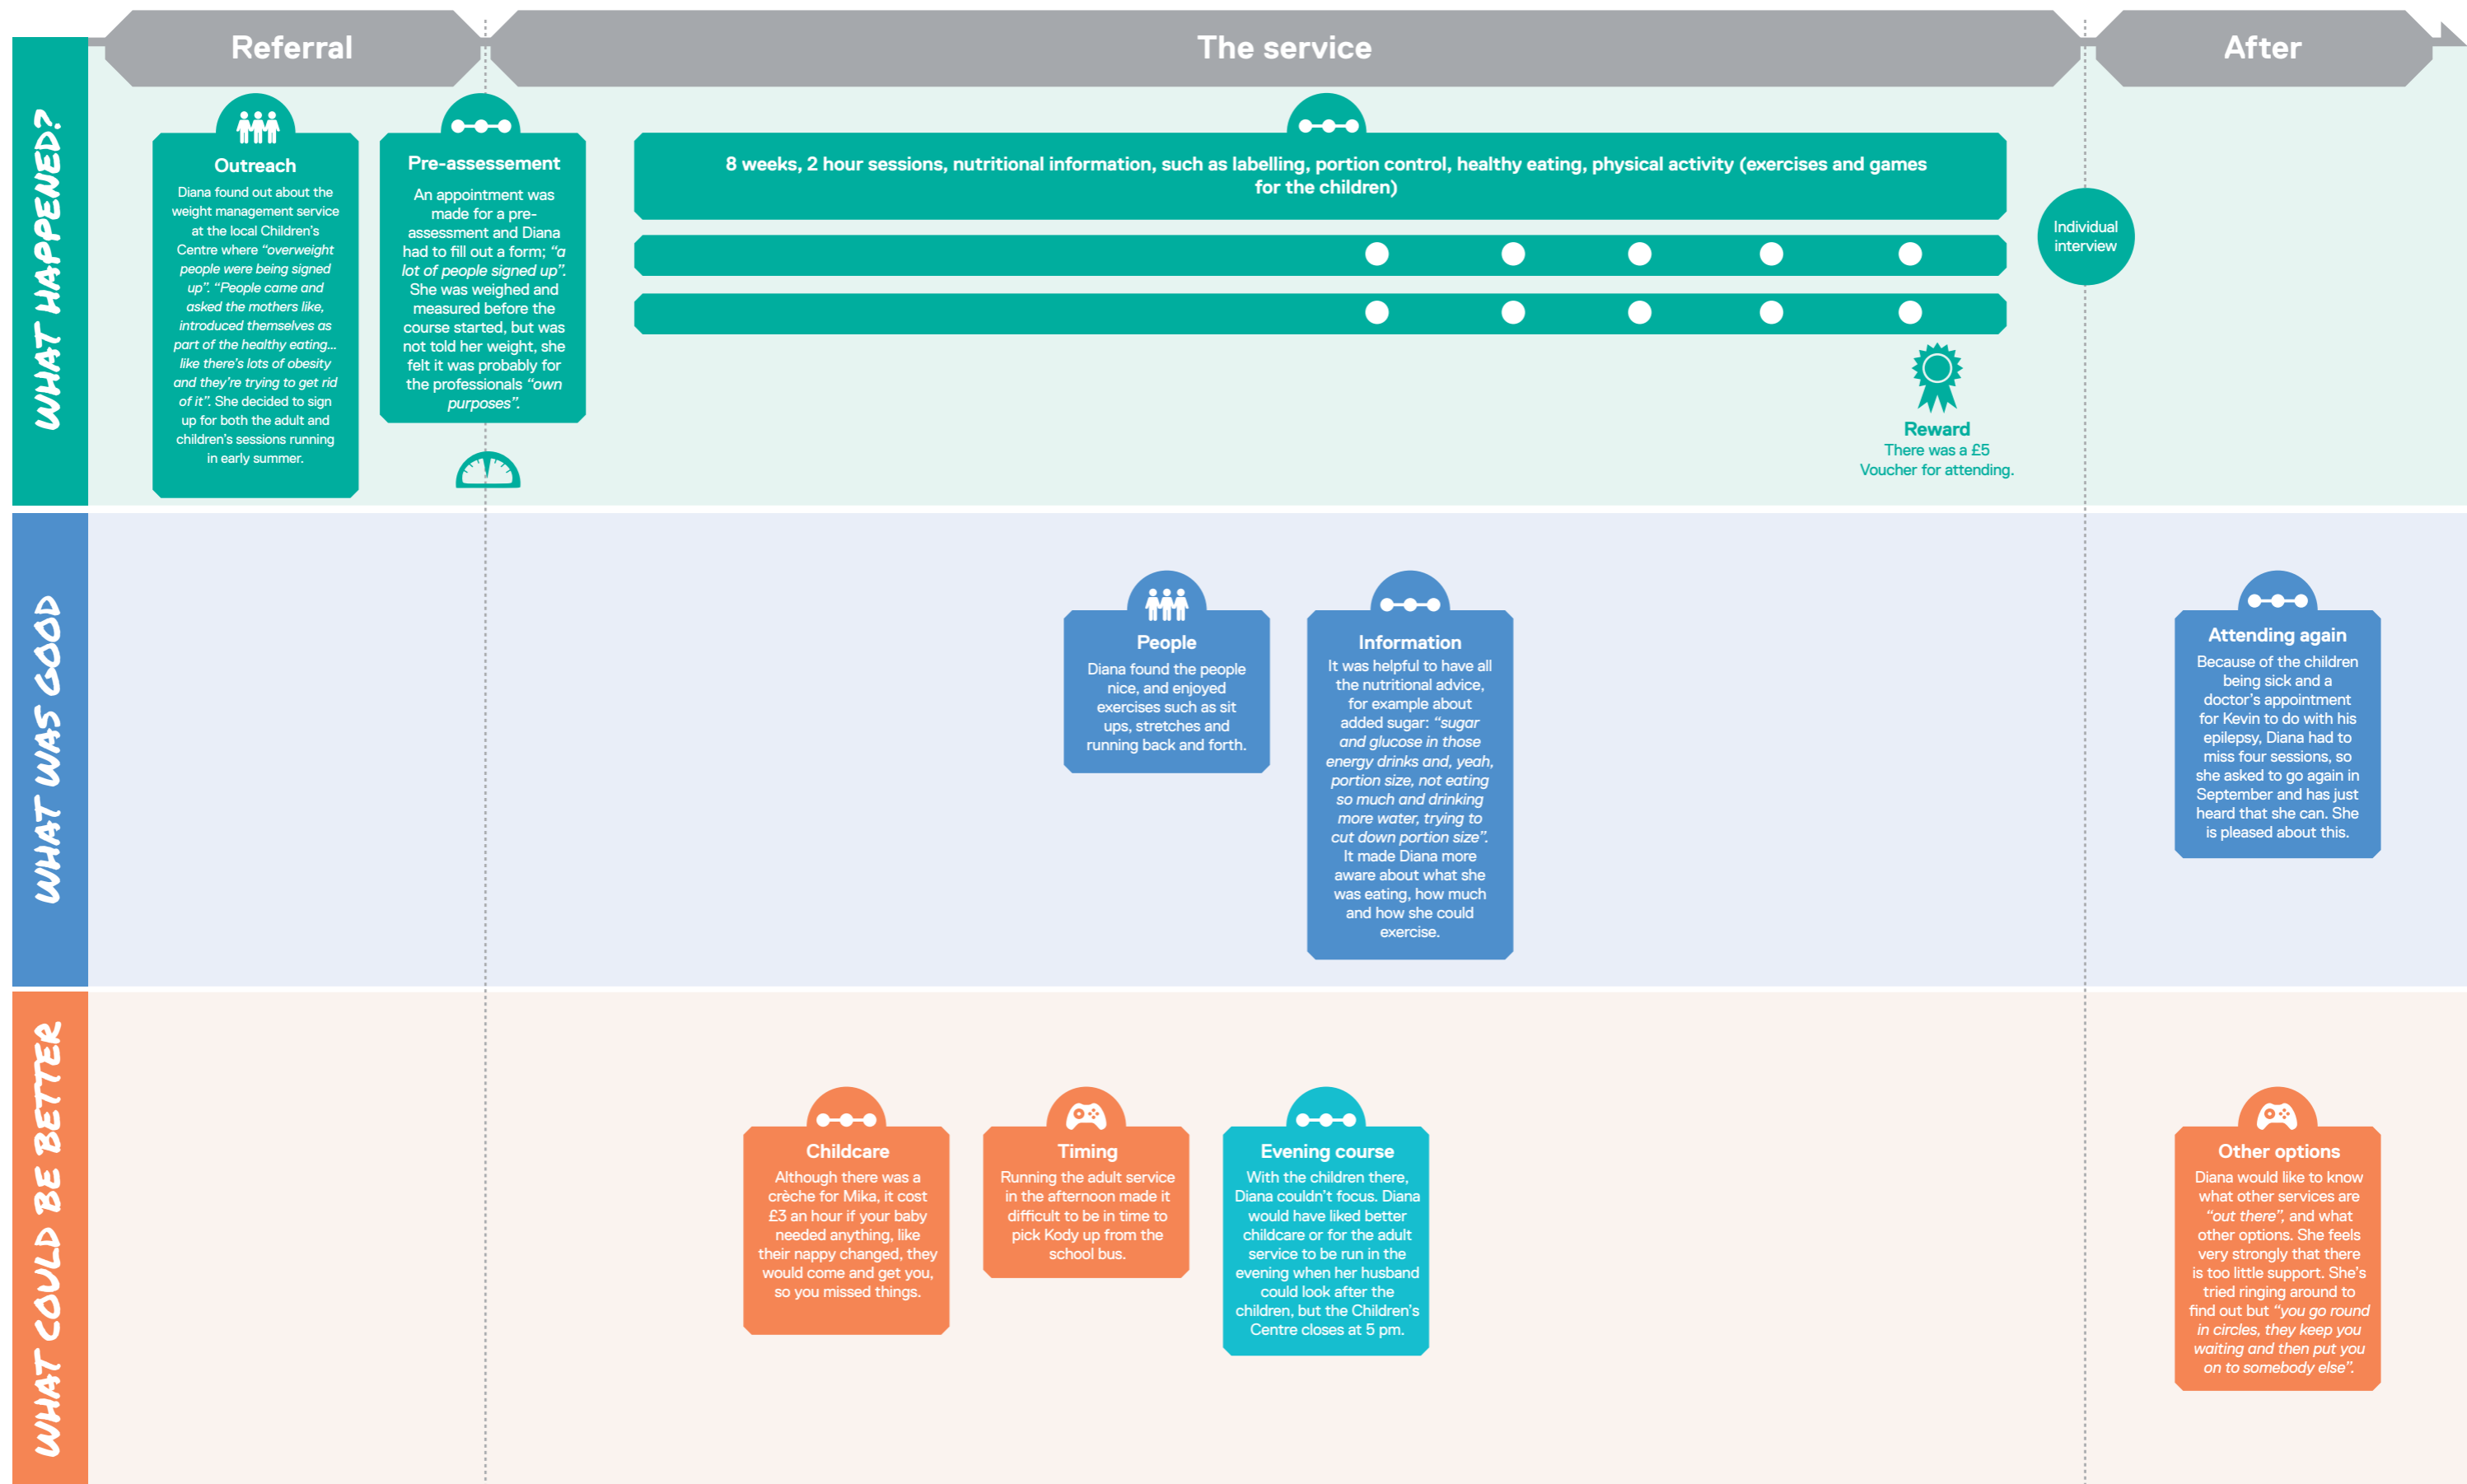 Referral
The service
After
WHAT HAPPENED?
Outreach
Diana found out about the
weight management service
at the local Children's
Centre where “overweight
people were being signed
up”. “People came and
asked the mothers like,
introduced themselves as
part of the healthy eating...
like there's lots of obesity
and they're trying to get rid
of it”. She decided to sign
up for both the adult and
children's sessions running
in early summer.
Pre-assessement
An appointment was
made for a pre-
assessment and Diana
had to fill out a form; “a
lot of people signed up”.
She was weighed and
measured before the
course started, but was
not told her weight, she
felt it was probably for
the professionals “own
purposes”.
8 weeks, 2 hour sessions, nutritional information, such as labelling, portion control, healthy eating, physical activity (exercises and games
for the children)
Individual
interview
Reward
There was a £5
Voucher for attending.
WHAT WAS GOOD
People
Diana found the people
nice, and enjoyed
exercises such as sit
ups, stretches and
running back and forth.
Information
It was helpful to have all
the nutritional advice,
for example about
added sugar: “sugar
and glucose in those
energy drinks and, yeah,
portion size, not eating
so much and drinking
more water, trying to
cut down portion size”.
It made Diana more
aware about what she
was eating, how much
and how she could
exercise.
Attending again
Because of the children
being sick and a
doctor's appointment
for Kevin to do with his
epilepsy, Diana had to
miss four sessions, so
she asked to go again in
September and has just
heard that she can. She
is pleased about this.
WHAT COULD BE BETTER
Childcare
Although there was a
crèche for Mika, it cost
£3 an hour if your baby
needed anything, like
their nappy changed, they
would come and get you,
so you missed things.
Timing
Running the adult service
in the afternoon made it
difficult to be in time to
pick Kody up from the
school bus.
Evening course
With the children there,
Diana couldn't focus. Diana
would have liked better
childcare or for the adult
service to be run in the
evening when her husband
could look after the
children, but the Children's
Centre closes at 5 pm.
Other options
Diana would like to know
what other services are
“out there”, and what
other options. She feels
very strongly that there
is too little support. She's
tried ringing around to
find out but “you go round
in circles, they keep you
waiting and then put you
on to somebody else”.